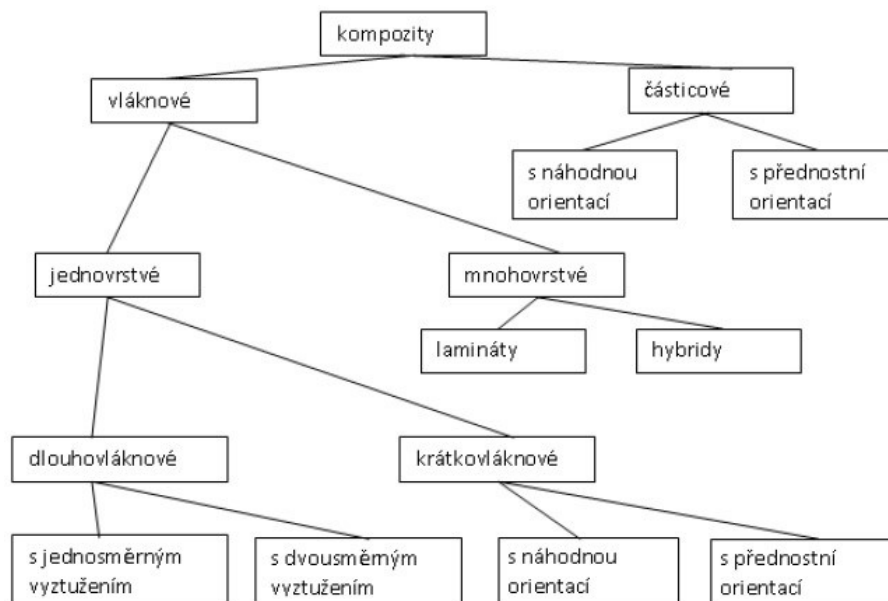 kompozity
vláknové
částicové
s náhodnou
orientací
s přednostní
orientací
jednovrstvé
mnohovrstvé
lamináty
hybridy
dlouhovláknové
krátkovláknové
s jednosměrným
vyztužením
s dvousměrným
vyztužením
s náhodnou
orientací
s přednostní
orientací